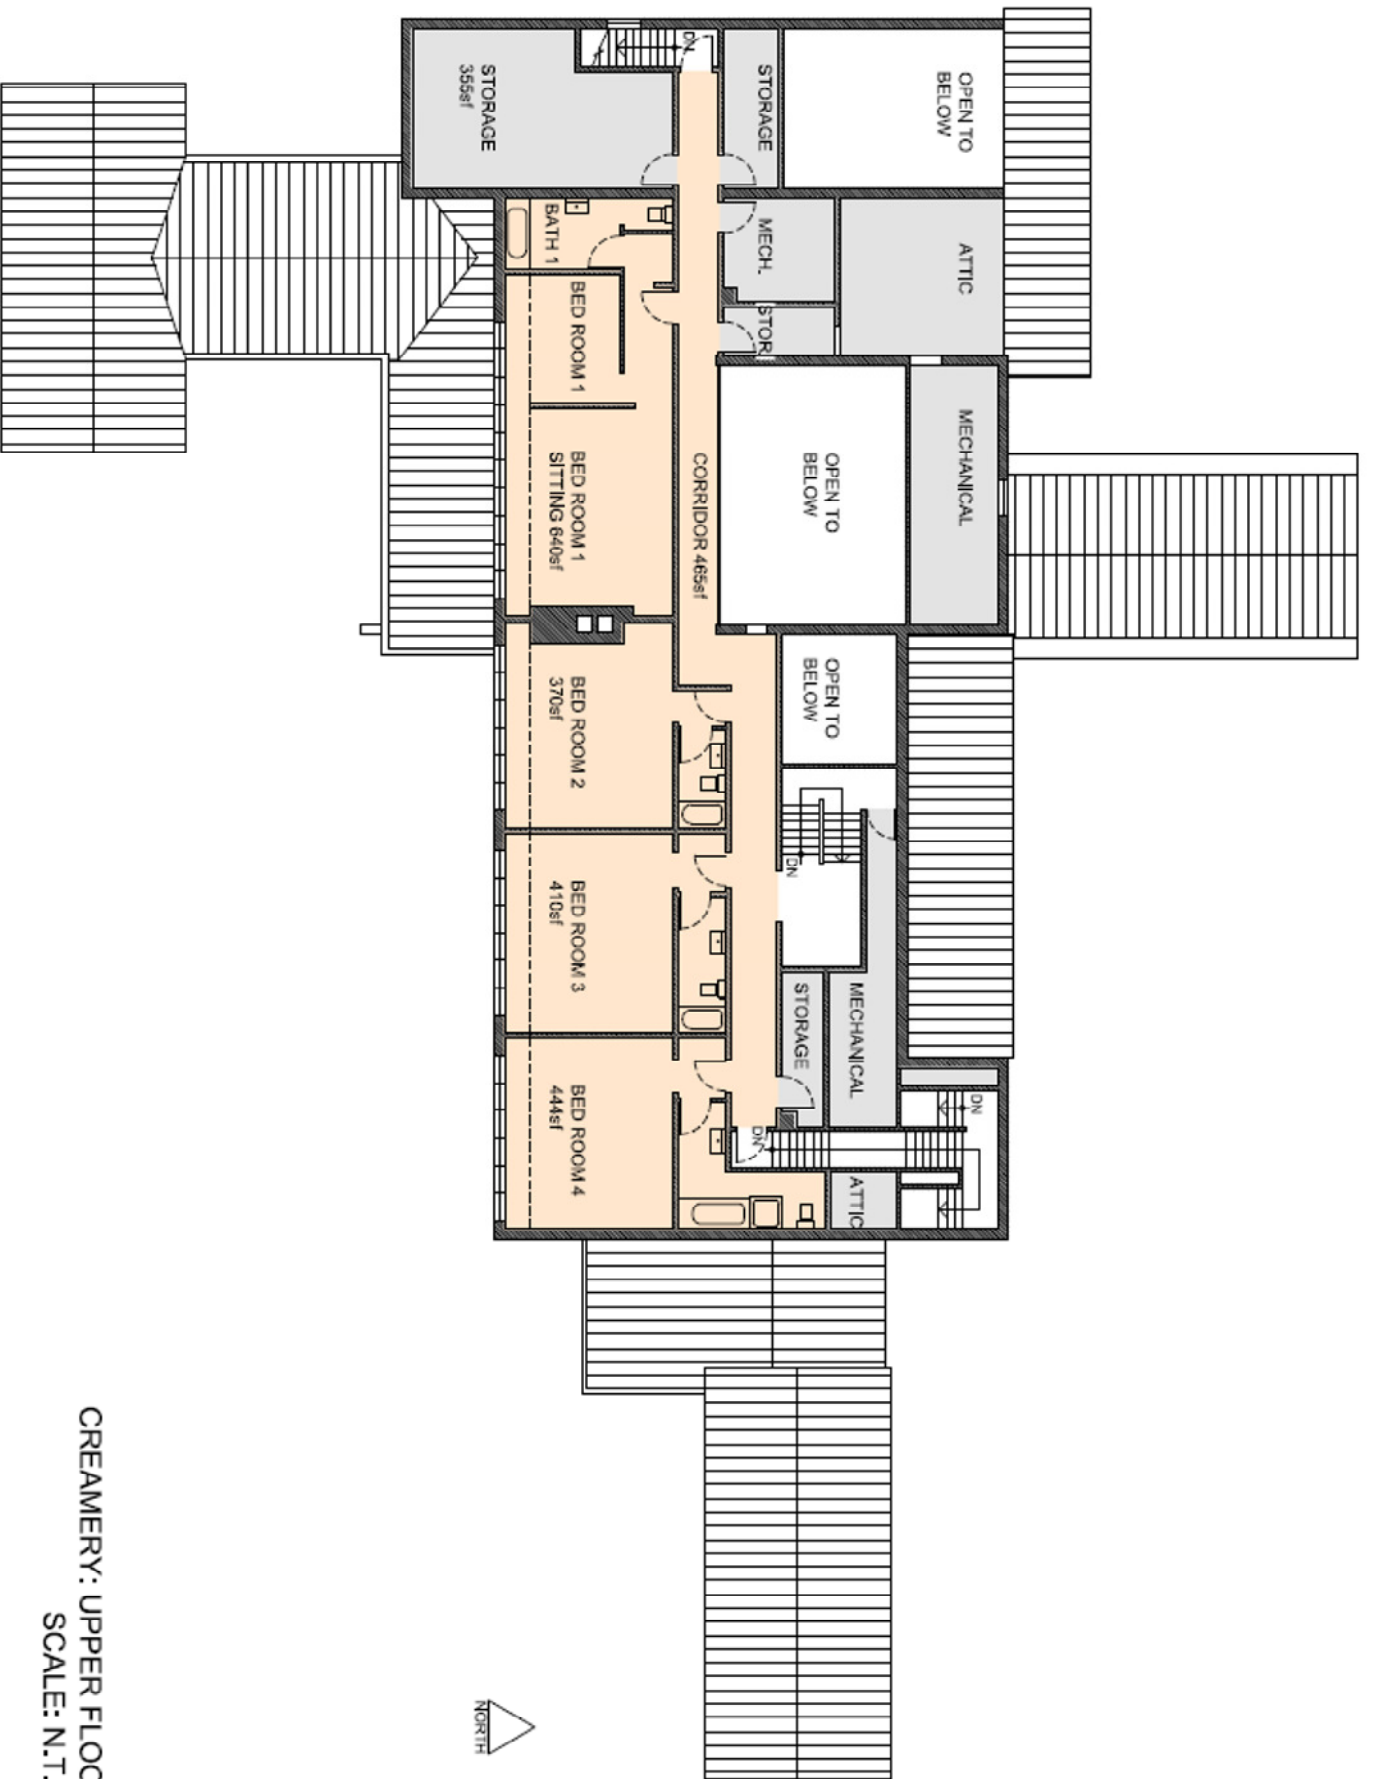 OPEN TO
BELOW
STORAGE
DN
STORAGE
355sf
ATTIC
MECH.
STOR.
BATH 1
BED ROOM 1
MECHANICAL
OPEN TO
BELOW
CORRIDOR 465sf
BED ROOM 1
SITTING 640sf
OPEN TO
BELOW
BED ROOM 2
370sf
DN
BED ROOM 3
410sf
MECHANICAL
STORAGE
DN
DN
BED ROOM 4
444sf
ATTIC
NORTH
CREAMERY: UPPER FLOO
SCALE: N.T.